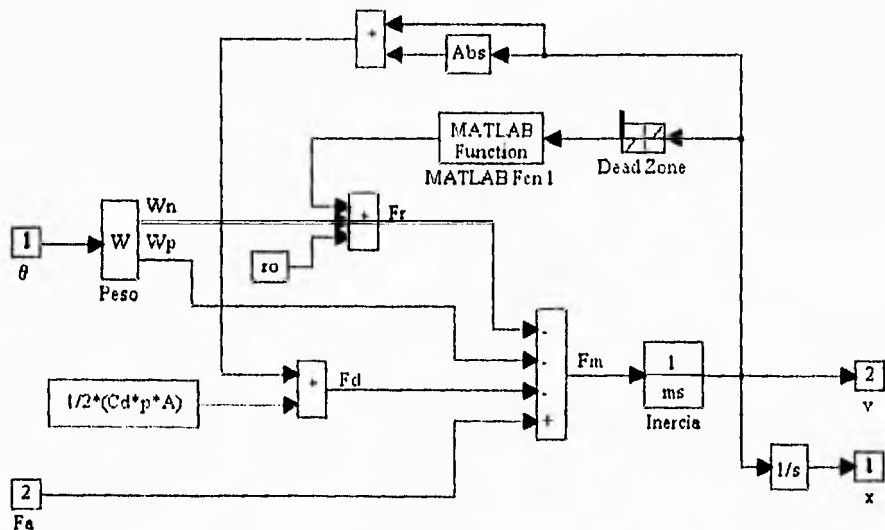 Abs
MATLAB
Function
MATLAB Fcn 1
Dead Zone
Wn
Fr
1
θ
W
Wp
Peso
ro
-
-
-
+
Fm
1
ms
Inercia
2
v
1/2*(Cd*p*A)
Fd
1/s
1
x
2
Fa